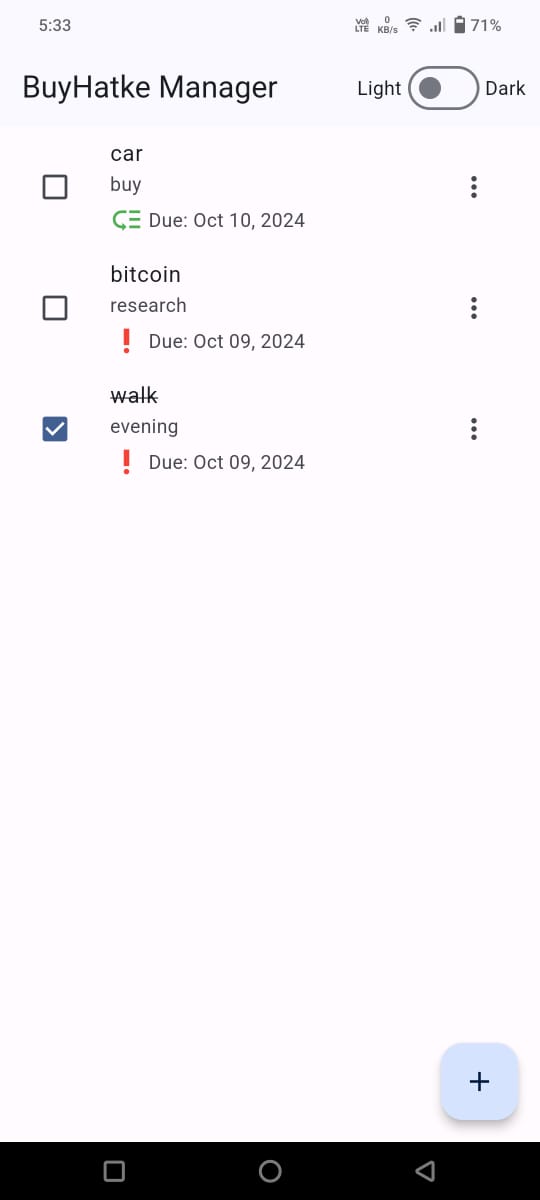 5:33
Vo) LTE 0 KB/s 71%
BuyHatke Manager
Light Dark
car
buy
Due: Oct 10, 2024
bitcoin
research
Due: Oct 09, 2024
walk
evening
Due: Oct 09, 2024